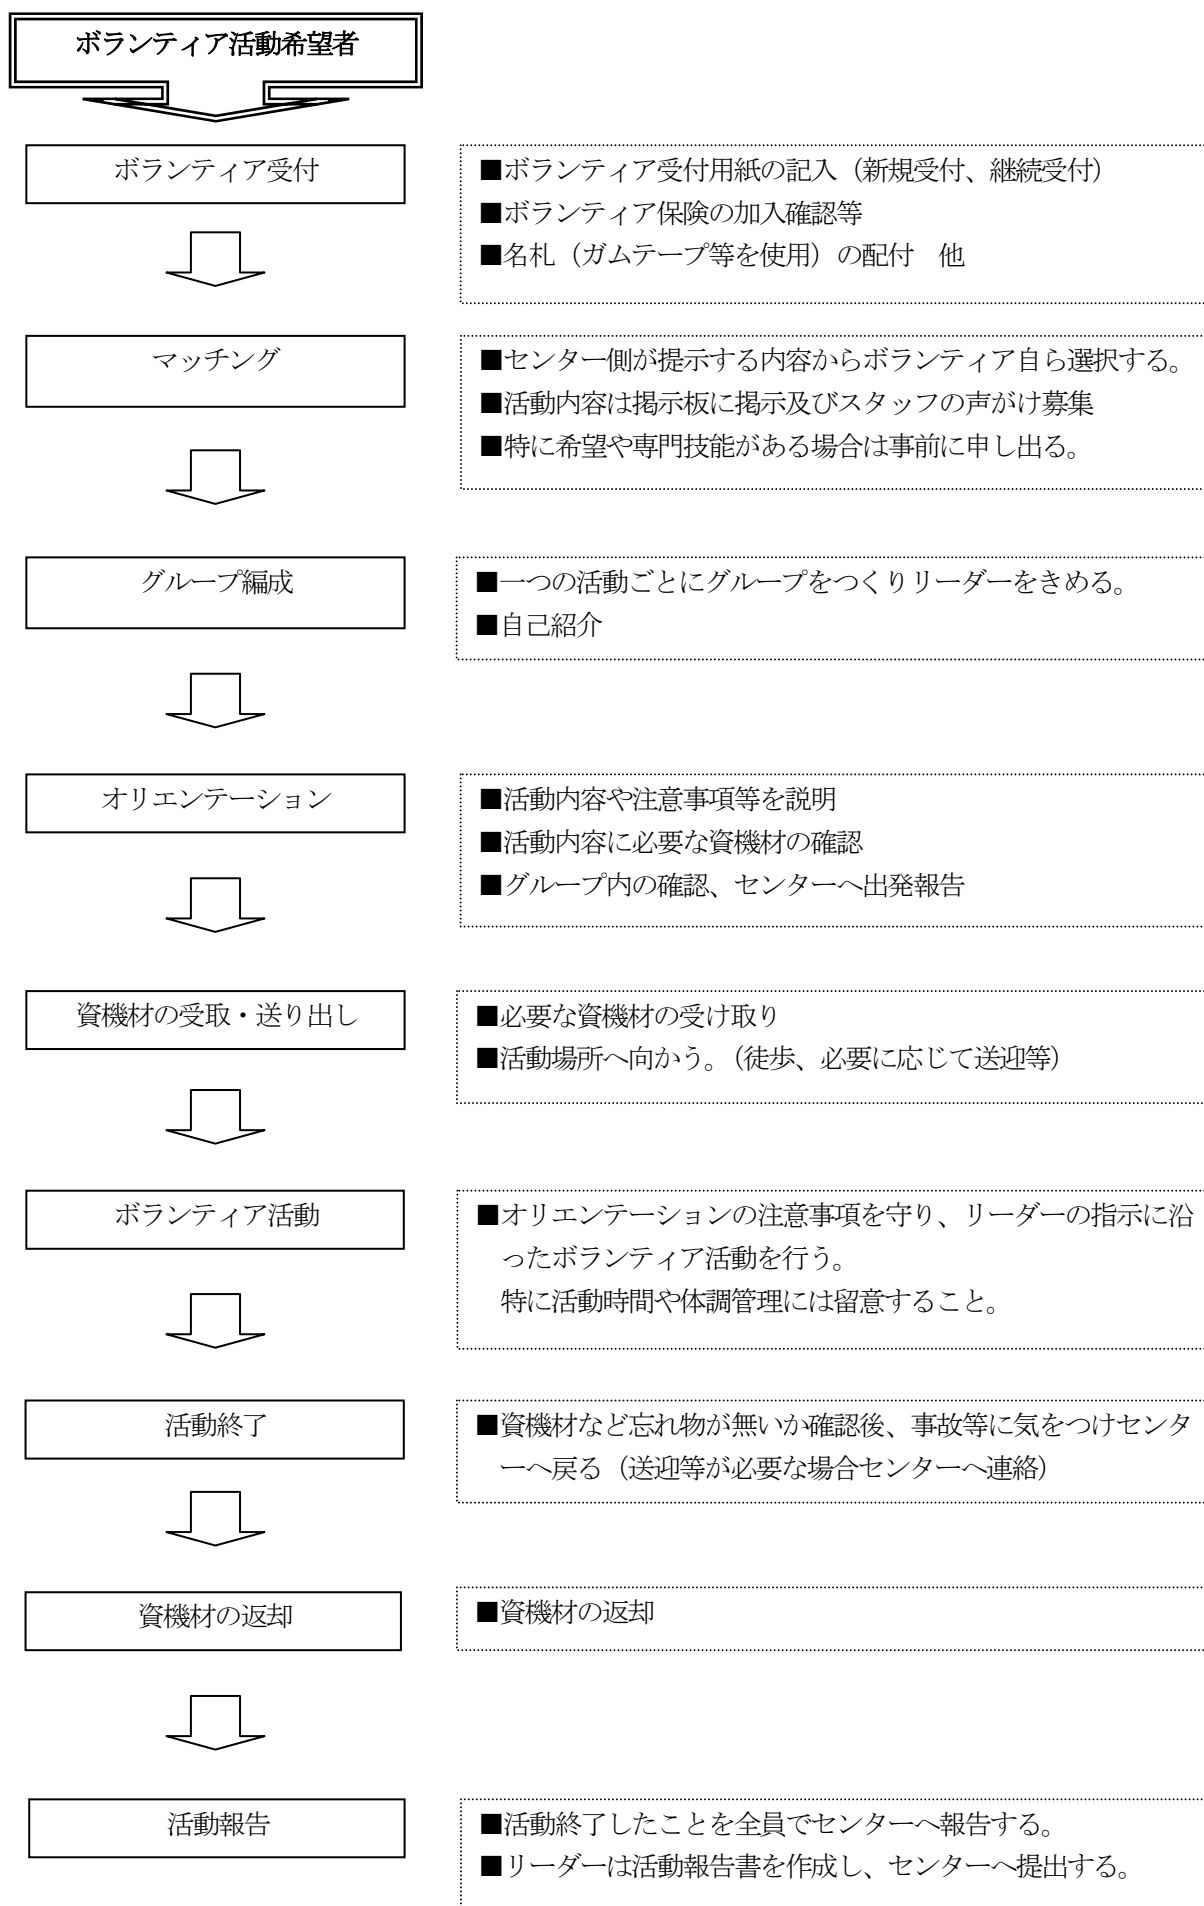 ボランティア活動希望者
ボランティア受付
■ボランティア受付用紙の記入（新規受付、継続受付）
■ボランティア保険の加入確認等
■名札（ガムテープ等を使用）の配付　他
マッチング
■センター側が提示する内容からボランティア自ら選択する。
■活動内容は掲示板に掲示及びスタッフの声がけ募集
■特に希望や専門技能がある場合は事前に申し出る。
グループ編成
■一つの活動ごとにグループをつくりリーダーをきめる。
■自己紹介
オリエンテーション
■活動内容や注意事項等を説明
■活動内容に必要な資機材の確認
■グループ内の確認、センターへ出発報告
資機材の受取・送り出し
■必要な資機材の受け取り
■活動場所へ向かう。（徒歩、必要に応じて送迎等）
ボランティア活動
■オリエンテーションの注意事項を守り、リーダーの指示に沿
ったボランティア活動を行う。
特に活動時間や体調管理には留意すること。
活動終了
■資機材など忘れ物が無いか確認後、事故等に気をつけセンタ
ーへ戻る（送迎等が必要な場合センターへ連絡）
資機材の返却
■資機材の返却
活動報告
■活動終了したことを全員でセンターへ報告する。
■リーダーは活動報告書を作成し、センターへ提出する。